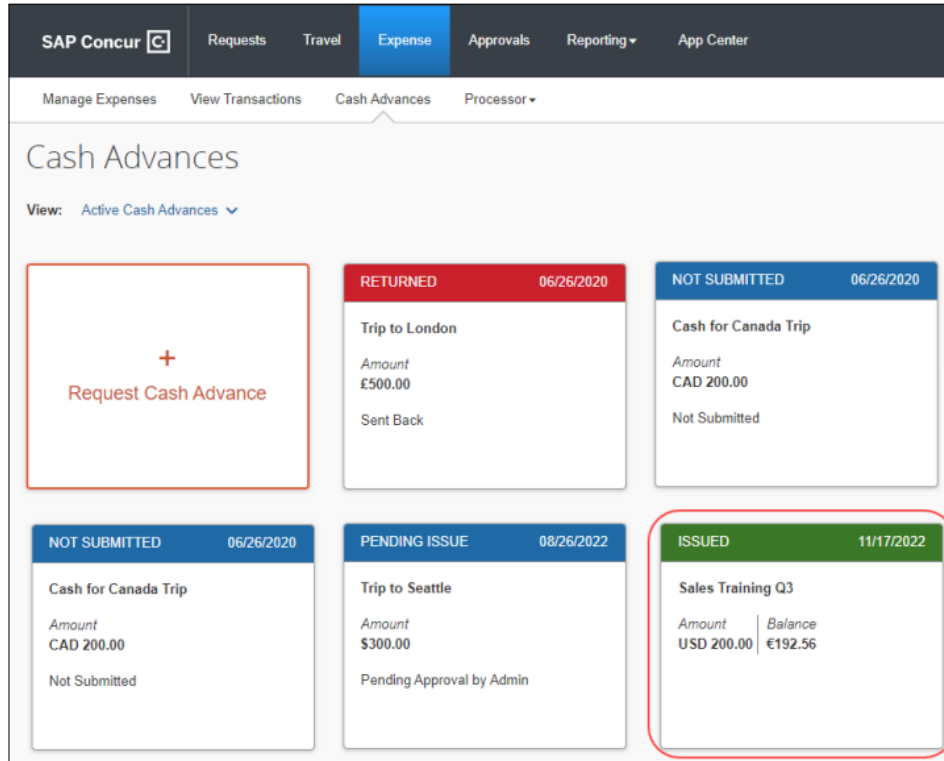 SAP Concur C Requests Travel Expense Approvals Reporting App Center
Manage Expenses View Transactions Cash Advances Processor
Cash Advances
View: Active Cash Advances
+
Request Cash Advance
RETURNED 06/26/2020
Trip to London
Amount
£500.00
Sent Back
NOT SUBMITTED 06/26/2020
Cash for Canada Trip
Amount
CAD 200.00
Not Submitted
NOT SUBMITTED 06/26/2020
Cash for Canada Trip
Amount
CAD 200.00
Not Submitted
PENDING ISSUE 08/26/2022
Trip to Seattle
Amount
$300.00
Pending Approval by Admin
ISSUED 11/17/2022
Sales Training Q3
Amount Balance
USD 200.00 €192.56